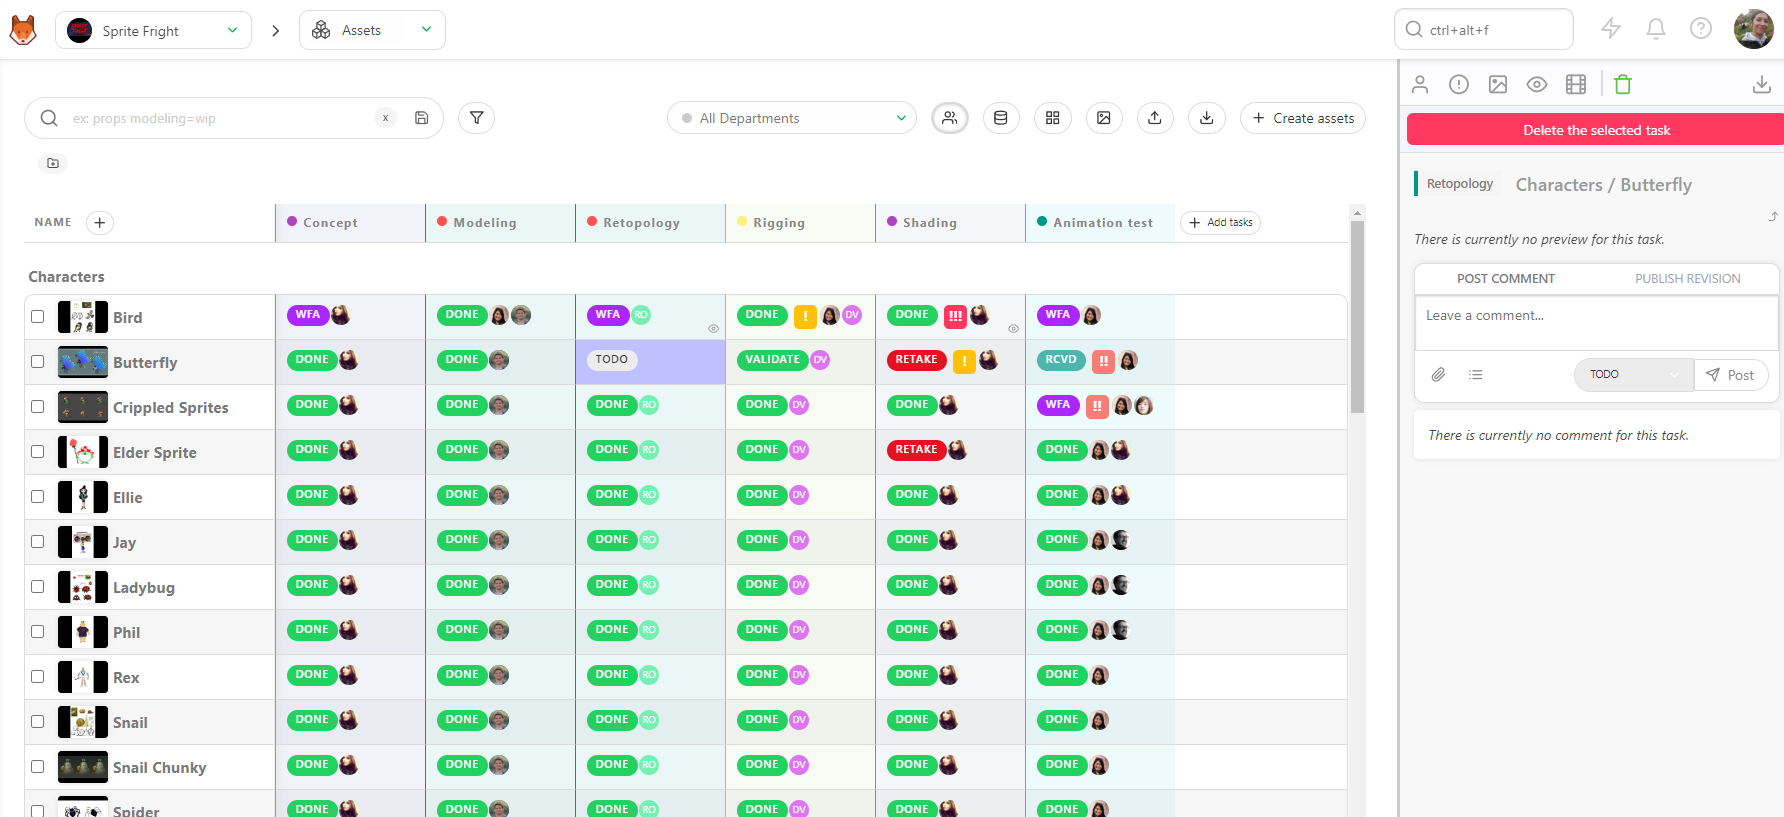 Sprite Fright
Assets
ctrl+alt+f
ex: props modeling=wip
x
All Departments
Create assets
Delete the selected task
Retopology
Characters / Butterfly
There is currently no preview for this task.
POST COMMENT
PUBLISH REVISION
Leave a comment...
TODO
Post
There is currently no comment for this task.
NAME
Concept
Modeling
Retopology
Rigging
Shading
Animation test
Add tasks
Characters
Bird WFA DONE WFA RO DONE ! DV DONE !!! WFA
Butterfly DONE DONE TODO VALIDATE DV RETAKE ! RCVD !!
Crippled Sprites DONE DONE DONE RO DONE DV DONE WFA !!
Elder Sprite DONE DONE DONE RO DONE DV RETAKE DONE
Ellie DONE DONE DONE RO DONE DV DONE DONE
Jay DONE DONE DONE RO DONE DV DONE DONE
Ladybug DONE DONE DONE RO DONE DV DONE DONE
Phil DONE DONE DONE RO DONE DV DONE DONE
Rex DONE DONE DONE RO DONE DV DONE DONE
Snail DONE DONE DONE RO DONE DV DONE DONE
Snail Chunky DONE DONE DONE RO DONE DV DONE DONE
Spider DONE DONE DONE RO DONE DV DONE DONE